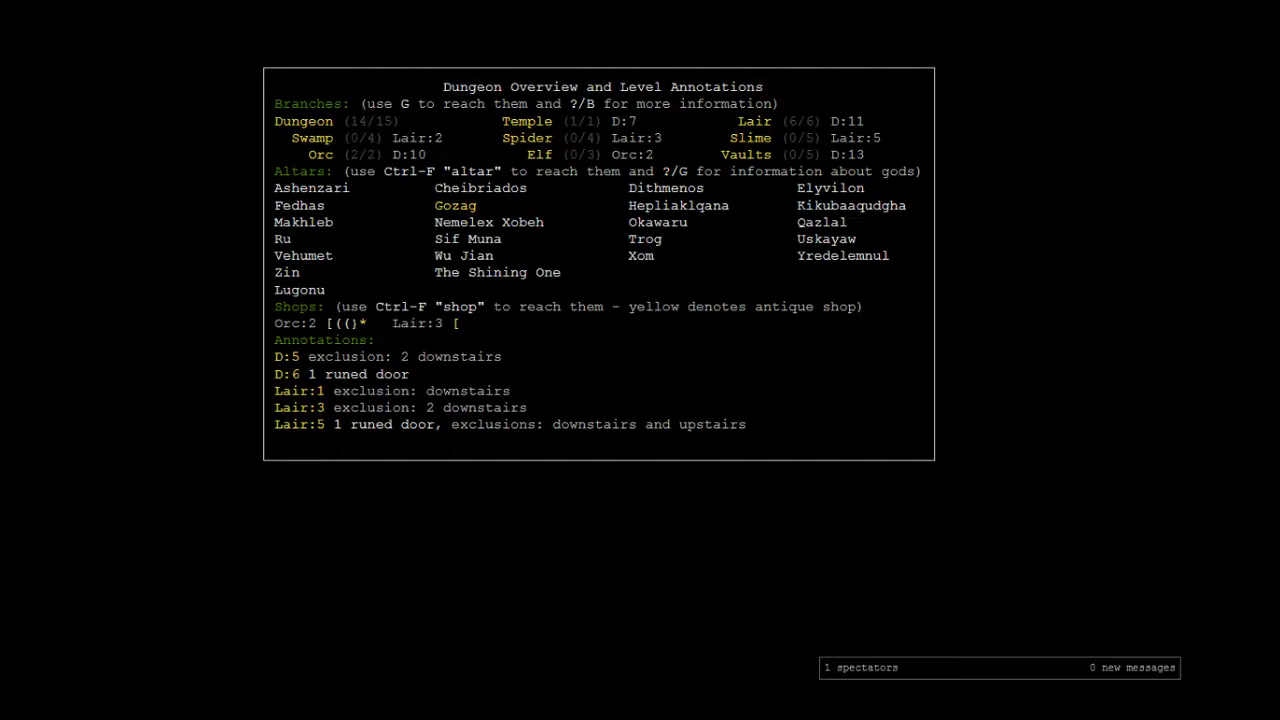 Dungeon Overview and Level Annotations
Branches: (use G to reach them and ?/B for more information)
Dungeon (14/15) Temple (1/1) D:7 Lair (6/6) D:11
Swamp (0/4) Lair:2 Spider (0/4) Lair:3 Slime (0/5) Lair:5
Orc (2/2) D:10 Elf (0/3) Orc:2 Vaults (0/5) D:13
Altars: (use Ctrl-F "altar" to reach them and ?/G for information about gods)
Ashenzari Cheibriados Dithmenos Elyvilon
Fedhas Gozag Hepliaklqana Kikubaaqudgha
Makhleb Nemelex Xobeh Okawaru Qazlal
Ru Sif Muna Trog Uskayaw
Vehumet Wu Jian Xom Yredelemnul
Zin The Shining One
Lugonu
Shops: (use Ctrl-F "shop" to reach them - yellow denotes antique shop)
Orc:2 [(()* Lair:3 [
Annotations:
D:5 exclusion: 2 downstairs
D:6 1 runed door
Lair:1 exclusion: downstairs
Lair:3 exclusion: 2 downstairs
Lair:5 1 runed door, exclusions: downstairs and upstairs
1 spectators 0 new messages